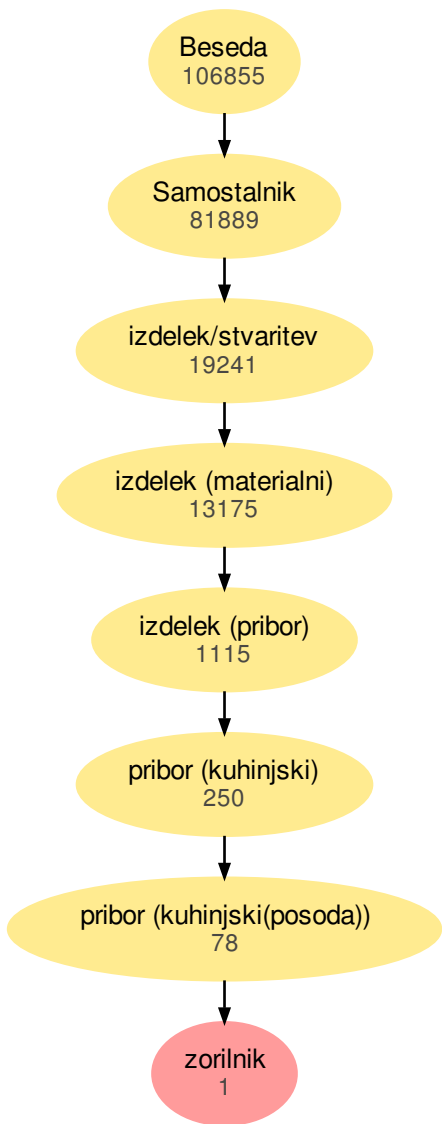 Beseda
106855
Samostalnik
81889
izdelek/stvaritev
19241
izdelek (materialni)
13175
izdelek (pribor)
1115
pribor (kuhinjski)
250
pribor (kuhinjski(posoda))
78
zorilnik
1